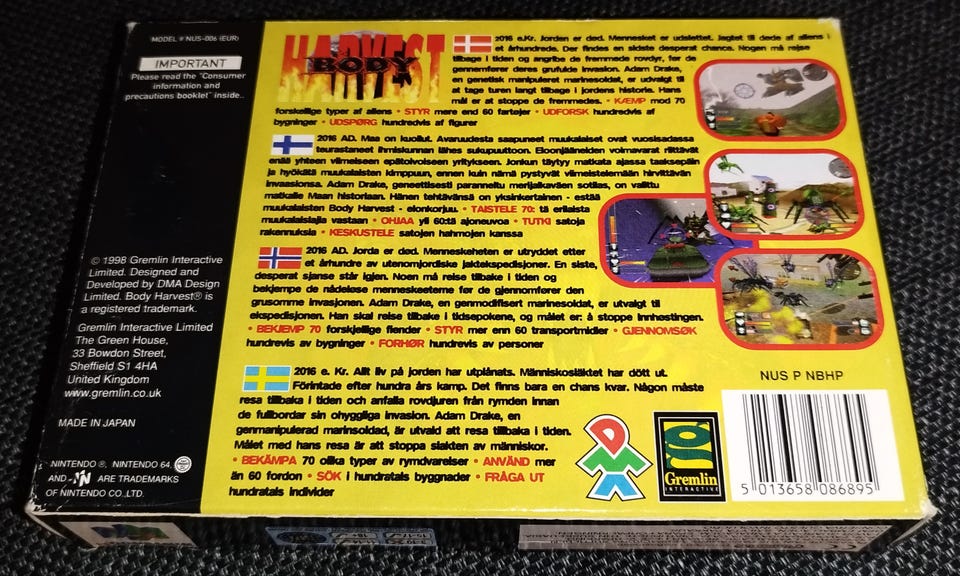 MODEL # NUS-006 (EUR)
IMPORTANT
Please read the "Consumer
information and
precautions booklet" inside.
© 1998 Gremlin Interactive
Limited. Designed and
Developed by DMA Design
Limited. Body Harvest® is
a registered trademark.
Gremlin Interactive Limited
The Green House,
33 Bowdon Street,
Sheffield S1 4HA
United Kingdom
www.gremlin.co.uk
MADE IN JAPAN
NINTENDO ®, NINTENDO 64,
AND N ARE TRADEMARKS
OF NINTENDO CO., LTD.
HARVEST
BODY
2016 e.Kr. Jorden er død. Mennesket er udslettet. Jagtet til døde af aliens i
et århundrede. Der findes en sidste desperat chance. Nogen må rejse
tilbage i tiden og angribe de fremmede rovdyr, før de
gennemfører deres grufulde invasion. Adam Drake,
en genetisk manipuleret marinesoldat, er udvalgt til
at tage turen langt tilbage i jordens historie. Hans
mål er at stoppe de fremmedes. • KÆMP mod 70
forskellige typer af aliens • STYR mere end 60 fartøjer • UDFORSK hundredvis af
bygninger • UDSPØRG hundredvis af figurer
2016 AD. Maa on kuollut. Avaruudesta saapuneet muukalaiset ovat vuosisadassa
teurastaneet ihmiskunnan lähes sukupuuttoon. Eloonjääneiden voimavarat riittävät
enää yhteen viimeiseen epätoivoiseen yritykseen. Jonkun täytyy matkata ajassa taaksepäin
ja hyökätä muukalaisten kimppuun, ennen kuin nämä pystyvät viimeistelemään hirvittävän
invaasionsa. Adam Drake, geneettisesti paranneltu merijalkaväen sotilas, on valittu
matkalle Maan historiaan. Hänen tehtävänsä on yksinkertainen - estää
muukalaisten Body Harvest - elonkorjuu. • TAISTELE 70: tä erilaista
muukalaislajia vastaan • OHJAA yli 60:tä ajoneuvoa • TUTKI satoja
rakennuksia • KESKUSTELE satojen hahmojen kanssa
2016 AD. Jorda er død. Menneskeheten er utryddet etter
et århundre av utenomjordiske jaktekspedisjoner. En siste,
desperat sjanse står igjen. Noen må reise tilbake i tiden og
bekjempe de nådeløse menneskeeterne før de gjennomfører den
grusomme invasjonen. Adam Drake, en genmodifisert marinesoldat, er utvalgt til
ekspedisjonen. Han skal reise tilbake i tidsepokene, og målet er: å stoppe innhøstingen.
• BEKJEMP 70 forskjellige fiender • STYR mer enn 60 transportmidler • GJENNOMSØK
hundrevis av bygninger • FORHØR hundrevis av personer
2016 e. Kr. Allt liv på jorden har utplånats. Människosläktet har dött ut.
Förintade efter hundra års kamp. Det finns bara en chans kvar. Någon måste
resa tillbaka i tiden och anfalla rovdjuren från rymden innan
de fullbordar sin ohyggliga invasion. Adam Drake, en
genmanipulerad marinsoldad, är utvald att resa tillbaka i tiden.
Målet med hans resa är att stoppa slakten av människor.
• BEKÄMPA 70 olika typer av rymdvarelser • ANVÄND mer
än 60 fordon • SÖK i hundratals byggnader • FRÅGA UT
hundratals individer
DMA
g
Gremlin
INTERACTIVE
NUS P NBHP
5 013658 086895